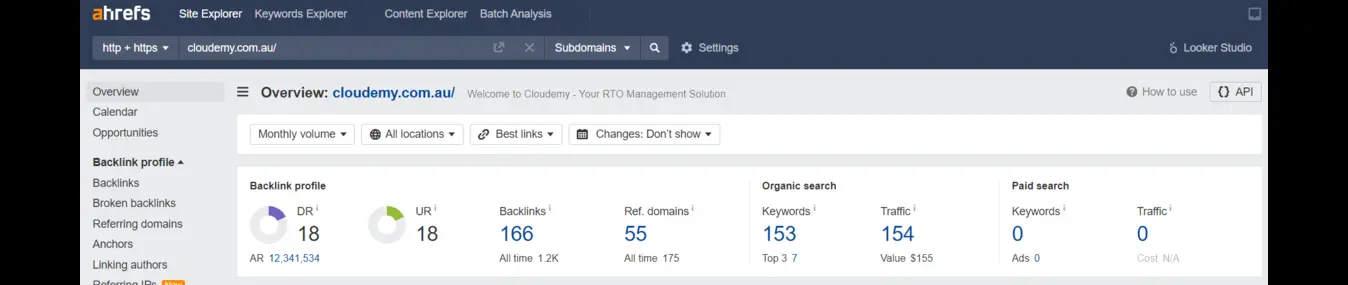 ahrefs Site Explorer Keywords Explorer Content Explorer Batch Analysis
http + https cloudemy.com.au/ Subdomains Settings Looker Studio
Overview
Calendar
Opportunities
Backlink profile
Backlinks
Broken backlinks
Referring domains
Anchors
Linking authors
Referring IPs New
Overview: cloudemy.com.au/ Welcome to Cloudemy - Your RTO Management Solution How to use {} API
Monthly volume All locations Best links Changes: Don't show
Backlink profile
DR i UR i Backlinks i Ref. domains i
18 18 166 55
AR 12,341,534 All time 1.2K All time 175
Organic search
Keywords i Traffic i
153 154
Top 3 7 Value $155
Paid search
Keywords i Traffic i
0 0
Ads 0 Cost N/A